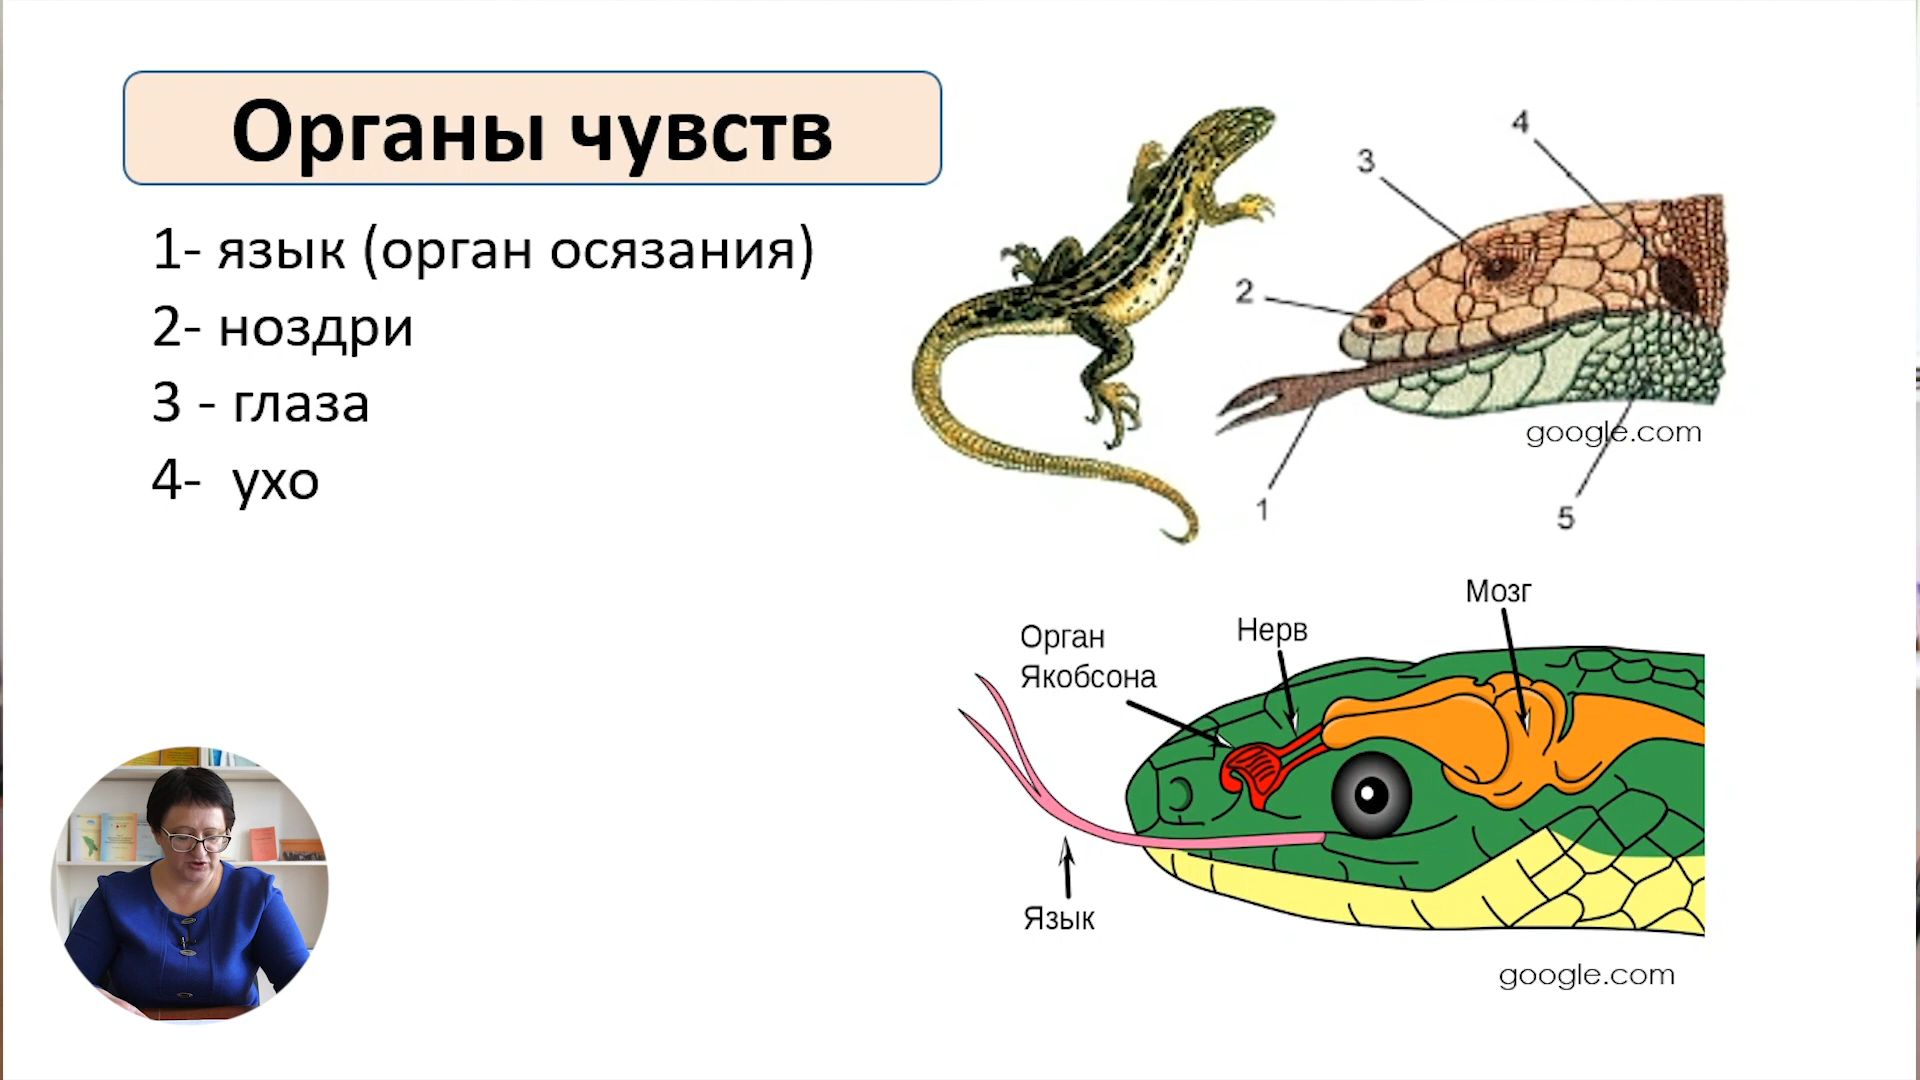 Органы чувств
1- язык (орган осязания)
2- ноздри
3 - глаза
4-  ухо
4
3
2
google.com
1
5
Мозг
Нерв
Орган
Якобсона
Язык
google.com